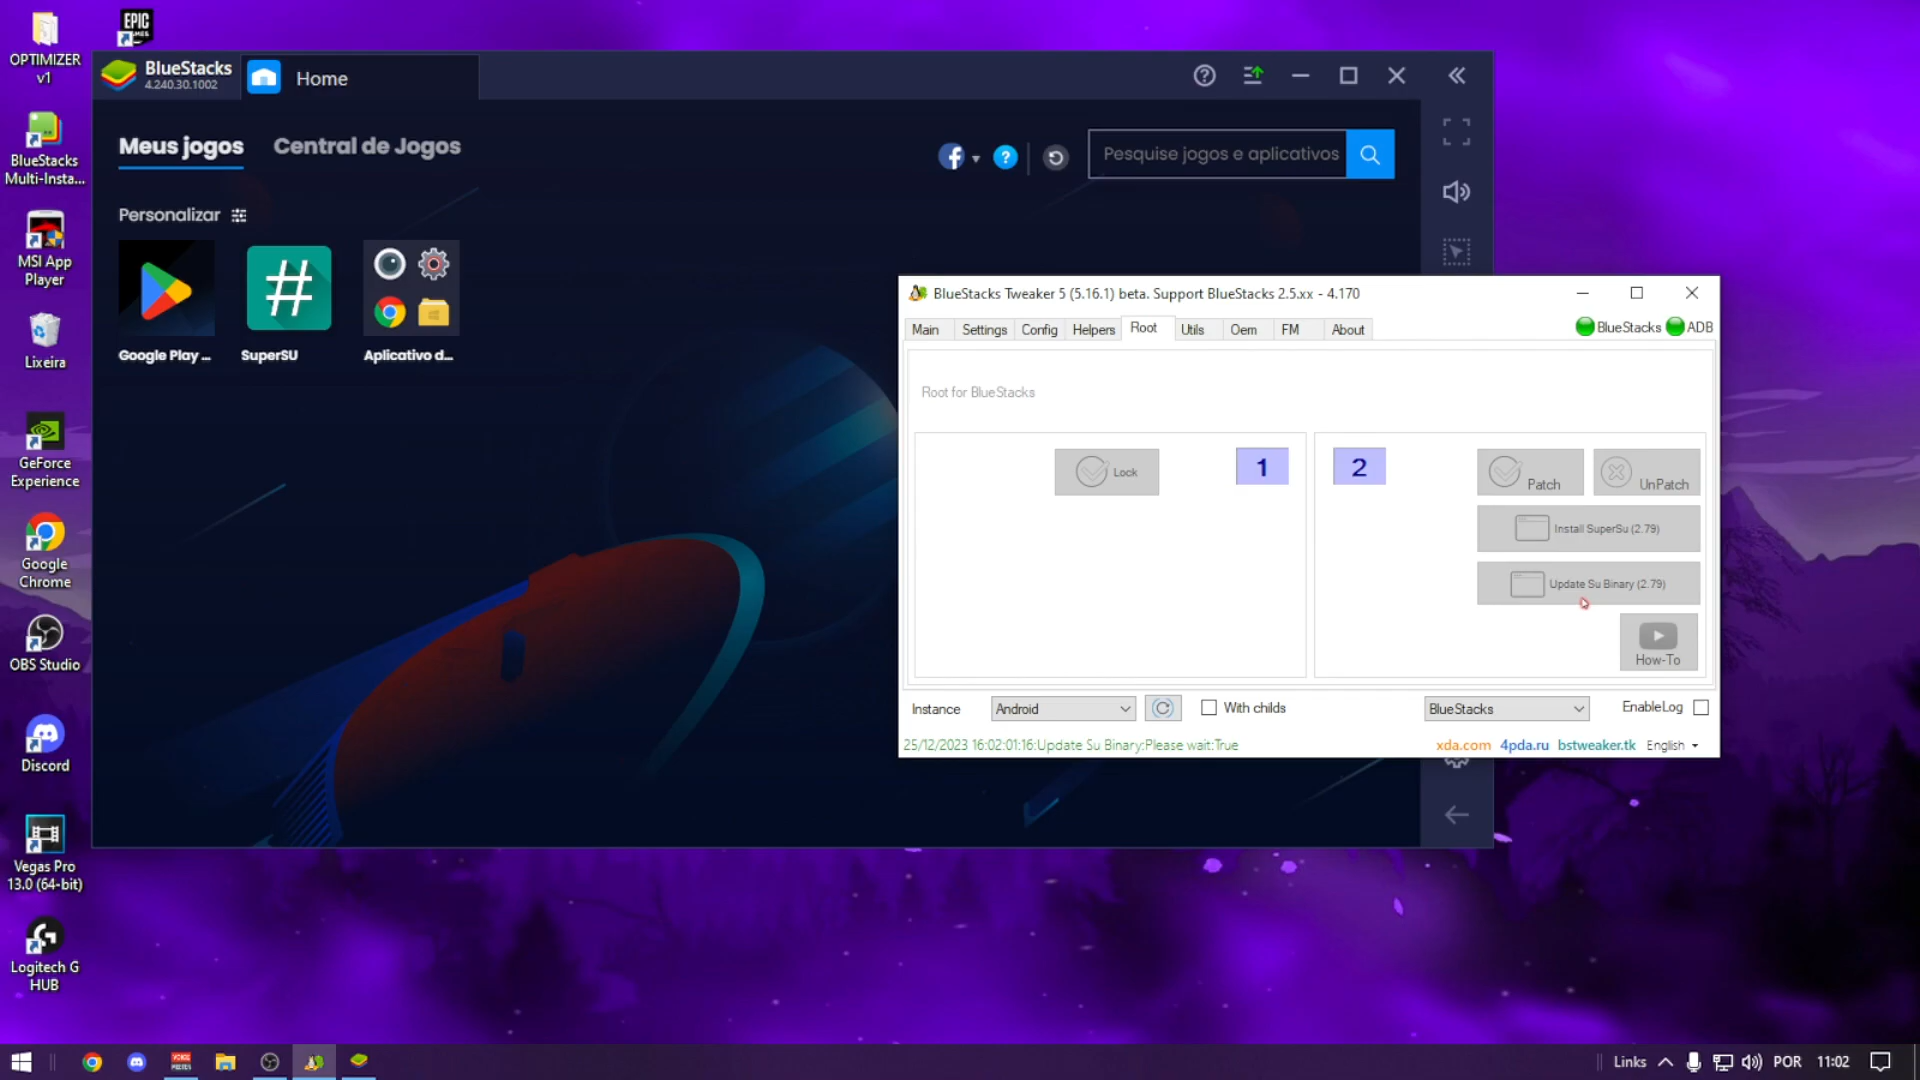 OPTIMIZER
v1
EPIC
GAMES
BlueStacks
Multi-Insta...
MSI App
Player
Lixeira
GeForce
Experience
Google
Chrome
OBS Studio
Discord
Vegas Pro
13.0 (64-bit)
Logitech G
HUB
BlueStacks
4.240.30.1002
Home
Meus jogos
Central de Jogos
Pesquise jogos e aplicativos
Personalizar
Google Play ...
SuperSU
Aplicativo d...
BlueStacks Tweaker 5 (5.16.1) beta. Support BlueStacks 2.5.xx - 4.170
Main Settings Config Helpers Root Utils Oem FM About
BlueStacks ADB
Root for BlueStacks
Lock
1
2
Patch
UnPatch
Install SuperSu (2.79)
Update Su Binary (2.79)
How-To
Instance
Android
With childs
BlueStacks
EnableLog
25/12/2023 16:02:01:16:Update Su Binary:Please wait:True
xda.com 4pda.ru bstweaker.tk English
Links
POR
11:02